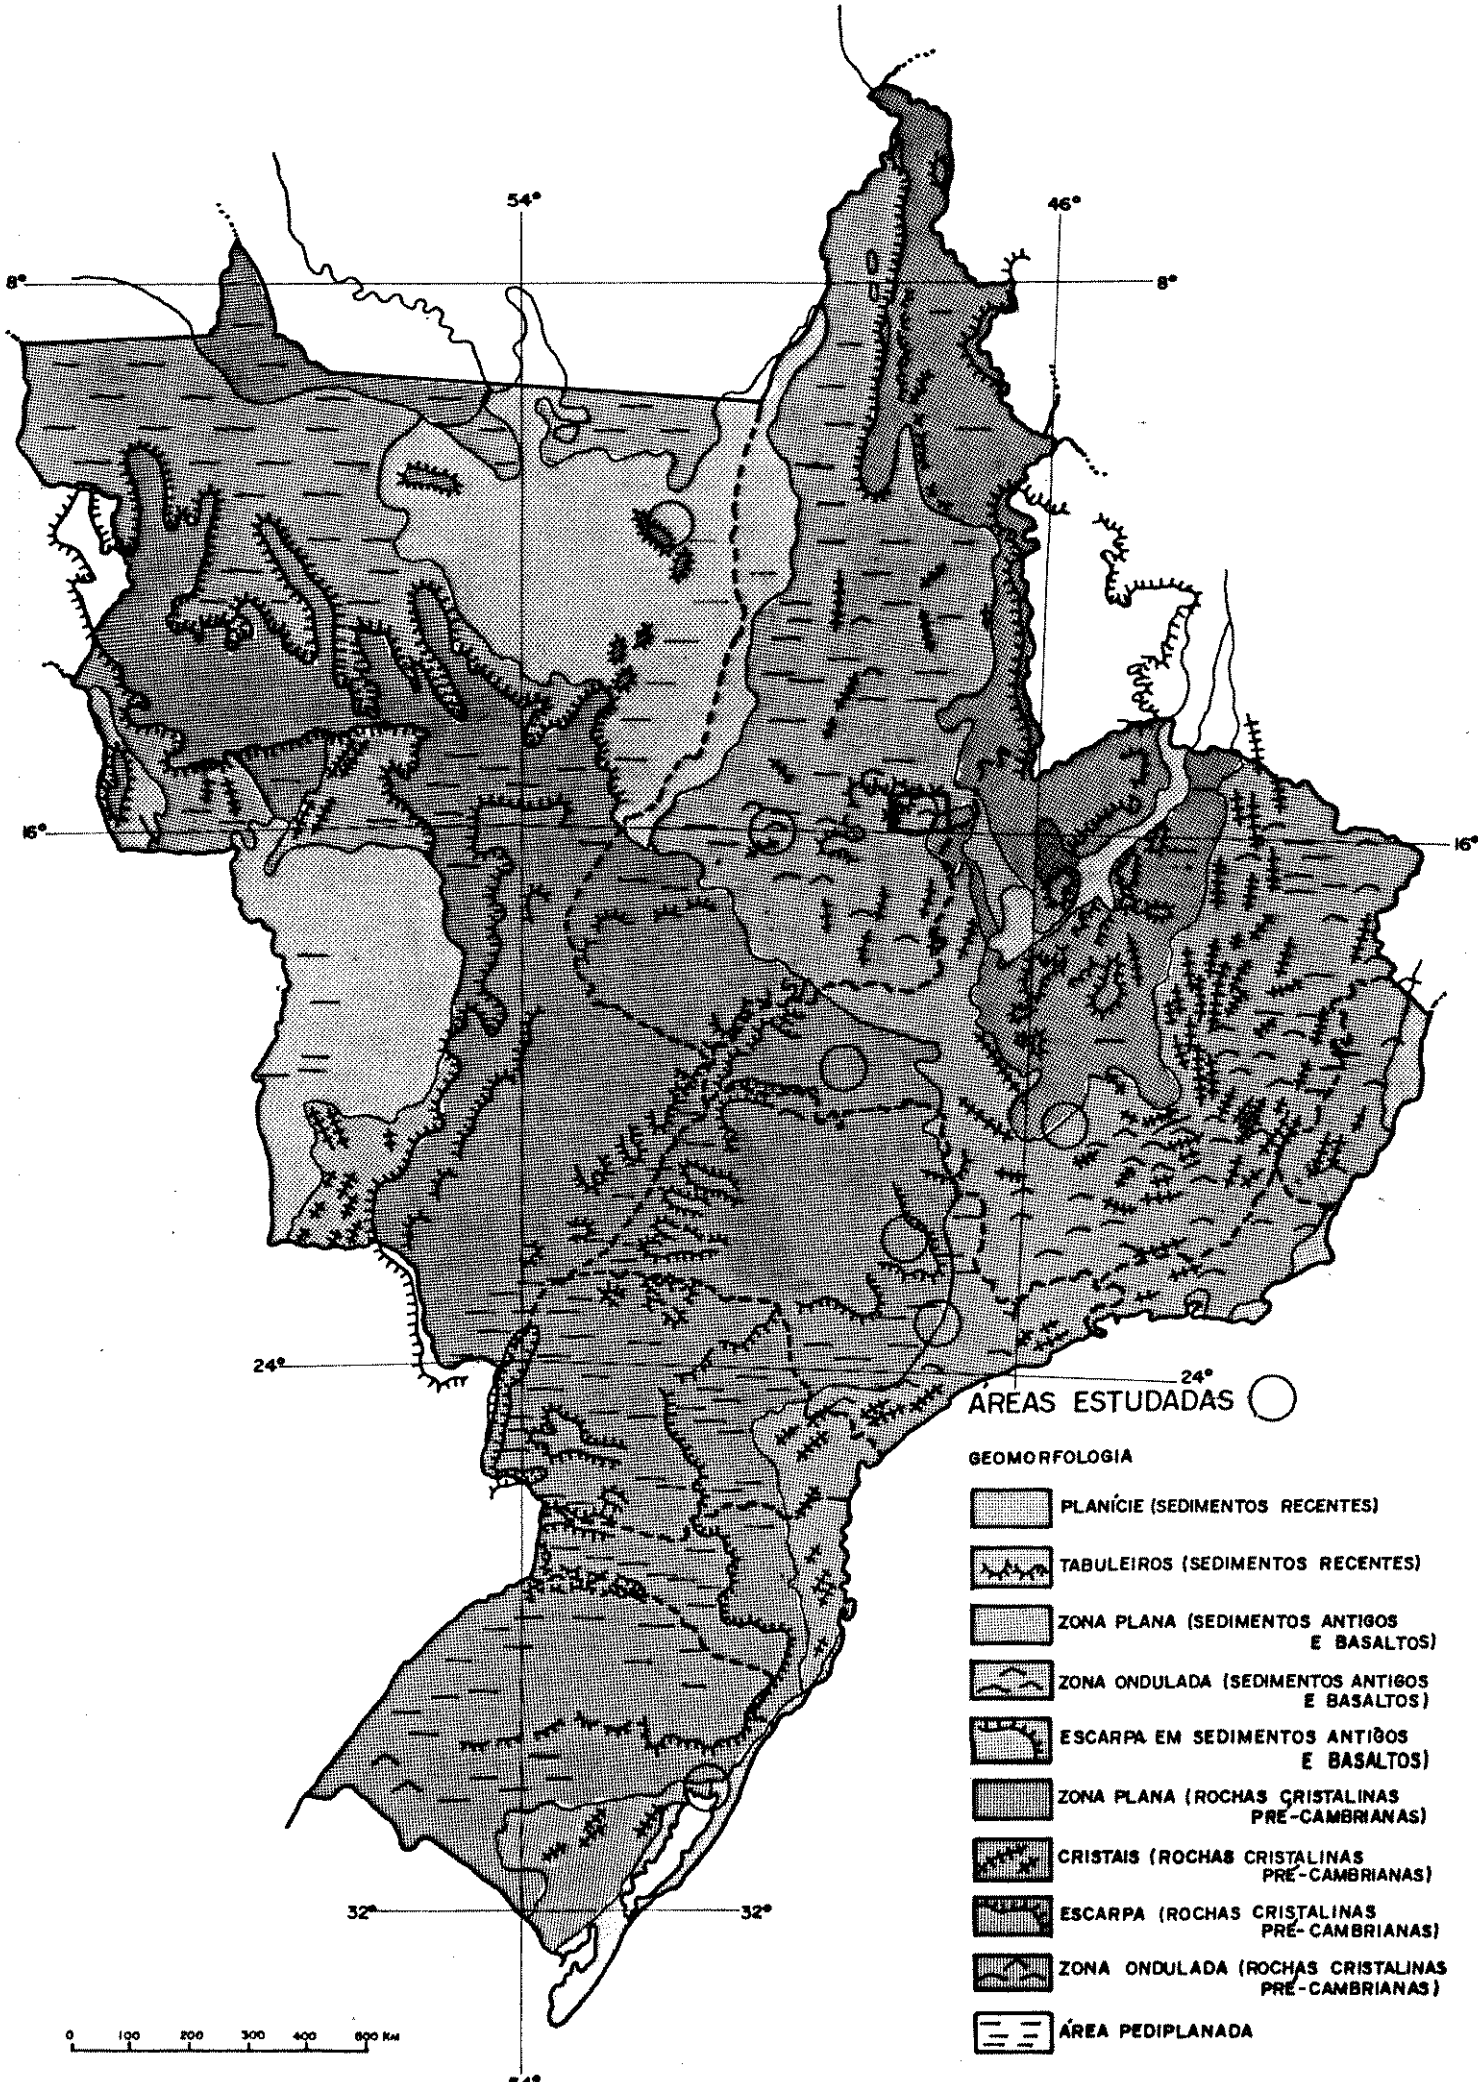 54°
46°
8°
8°
16°
16°
24°
24°
ÁREAS ESTUDADAS
GEOMORFOLOGIA
PLANÍCIE (SEDIMENTOS RECENTES)
TABULEIROS (SEDIMENTOS RECENTES)
ZONA PLANA (SEDIMENTOS ANTIGOS
E BASALTOS)
ZONA ONDULADA (SEDIMENTOS ANTIGOS
E BASALTOS)
ESCARPA EM SEDIMENTOS ANTIGOS
E BASALTOS)
ZONA PLANA (ROCHAS CRISTALINAS
PRÉ-CAMBRIANAS)
CRISTAIS (ROCHAS CRISTALINAS
PRÉ-CAMBRIANAS)
ESCARPA (ROCHAS CRISTALINAS
PRÉ-CAMBRIANAS)
ZONA ONDULADA (ROCHAS CRISTALINAS
PRÉ-CAMBRIANAS)
ÁREA PEDIPLANADA
32°
32°
0 100 200 300 400 600 KM
54°